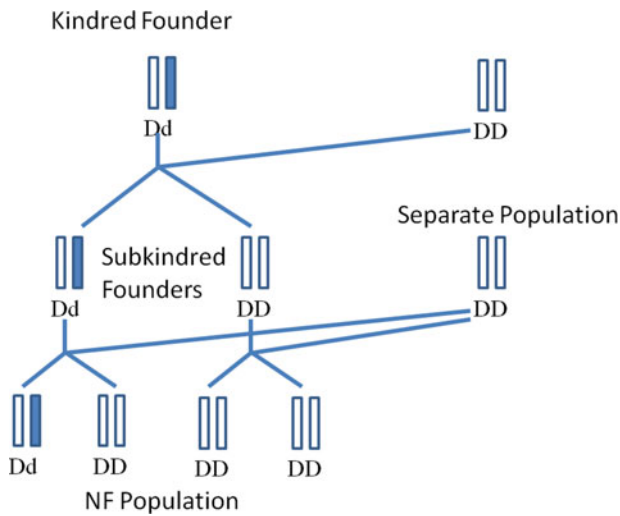 Kindred Founder
Dd
DD
Separate Population
Subkindred
Founders
Dd
DD
DD
Dd
DD
DD
DD
NF Population